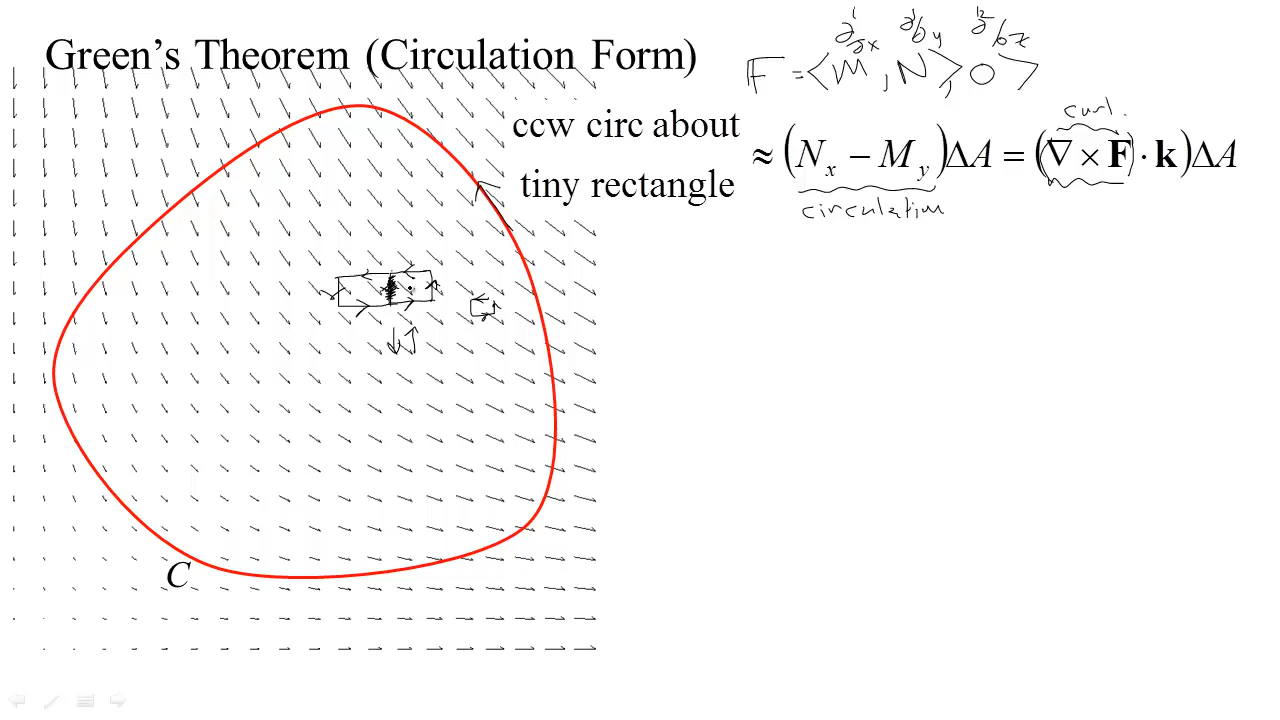 Green's Theorem (Circulation Form)
∂/∂x ∂/∂y ∂/∂z
F = <M, N>, 0>
ccw circ about
tiny rectangle
curl.
≈ (N_x − M_y)ΔA = (∇ × F) · k)ΔA
circulation
C